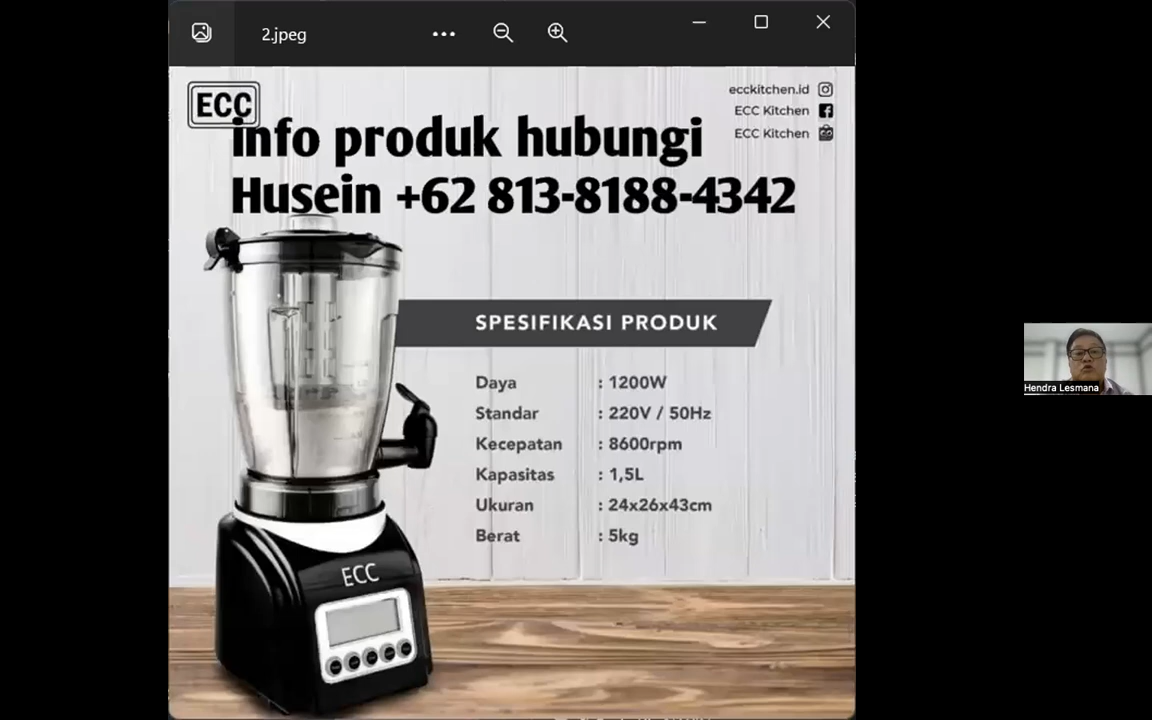 2.jpeg
ECC
ecckitchen.id
ECC Kitchen
ECC Kitchen
info produk hubungi
Husein +62 813-8188-4342
SPESIFIKASI PRODUK
Daya : 1200W
Standar : 220V / 50Hz
Kecepatan : 8600rpm
Kapasitas : 1,5L
Ukuran : 24x26x43cm
Berat : 5kg
ECC
Hendra Lesmana